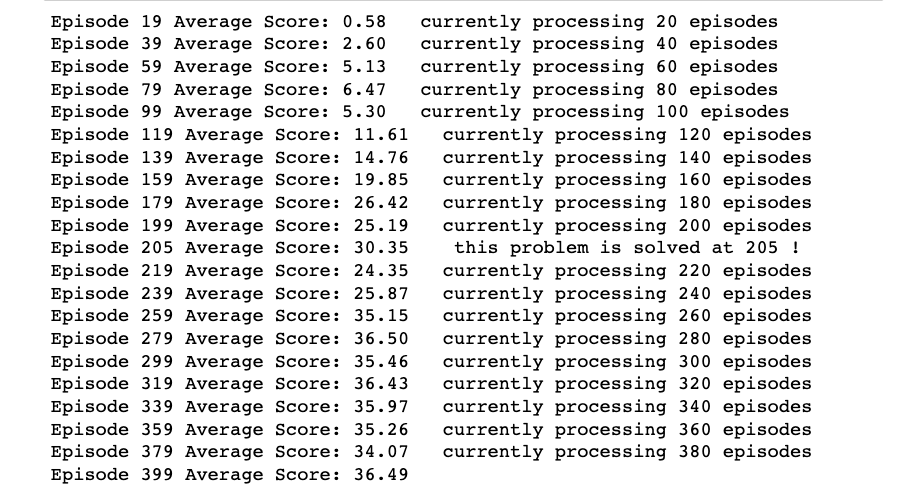 Episode 19 Average Score: 0.58   currently processing 20 episodes
Episode 39 Average Score: 2.60   currently processing 40 episodes
Episode 59 Average Score: 5.13   currently processing 60 episodes
Episode 79 Average Score: 6.47   currently processing 80 episodes
Episode 99 Average Score: 5.30   currently processing 100 episodes
Episode 119 Average Score: 11.61   currently processing 120 episodes
Episode 139 Average Score: 14.76   currently processing 140 episodes
Episode 159 Average Score: 19.85   currently processing 160 episodes
Episode 179 Average Score: 26.42   currently processing 180 episodes
Episode 199 Average Score: 25.19   currently processing 200 episodes
Episode 205 Average Score: 30.35    this problem is solved at 205 !
Episode 219 Average Score: 24.35   currently processing 220 episodes
Episode 239 Average Score: 25.87   currently processing 240 episodes
Episode 259 Average Score: 35.15   currently processing 260 episodes
Episode 279 Average Score: 36.50   currently processing 280 episodes
Episode 299 Average Score: 35.46   currently processing 300 episodes
Episode 319 Average Score: 36.43   currently processing 320 episodes
Episode 339 Average Score: 35.97   currently processing 340 episodes
Episode 359 Average Score: 35.26   currently processing 360 episodes
Episode 379 Average Score: 34.07   currently processing 380 episodes
Episode 399 Average Score: 36.49